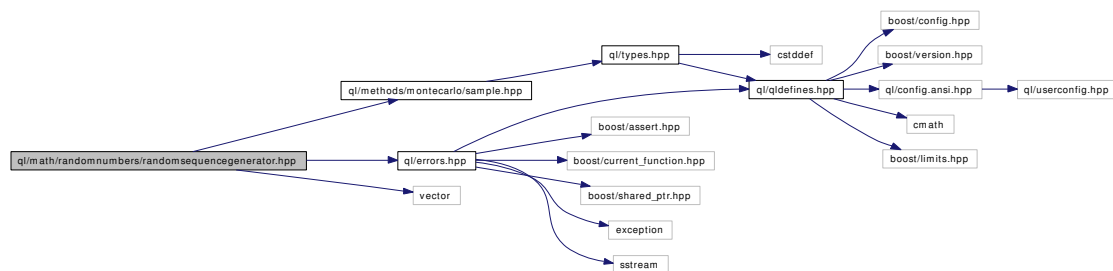 boost/config.hpp
ql/types.hpp
cstddef
boost/version.hpp
ql/methods/montecarlo/sample.hpp
ql/qldefines.hpp
ql/config.ansi.hpp
ql/userconfig.hpp
boost/assert.hpp
cmath
ql/math/randomnumbers/randomsequencegenerator.hpp
ql/errors.hpp
boost/current_function.hpp
boost/limits.hpp
vector
boost/shared_ptr.hpp
exception
sstream